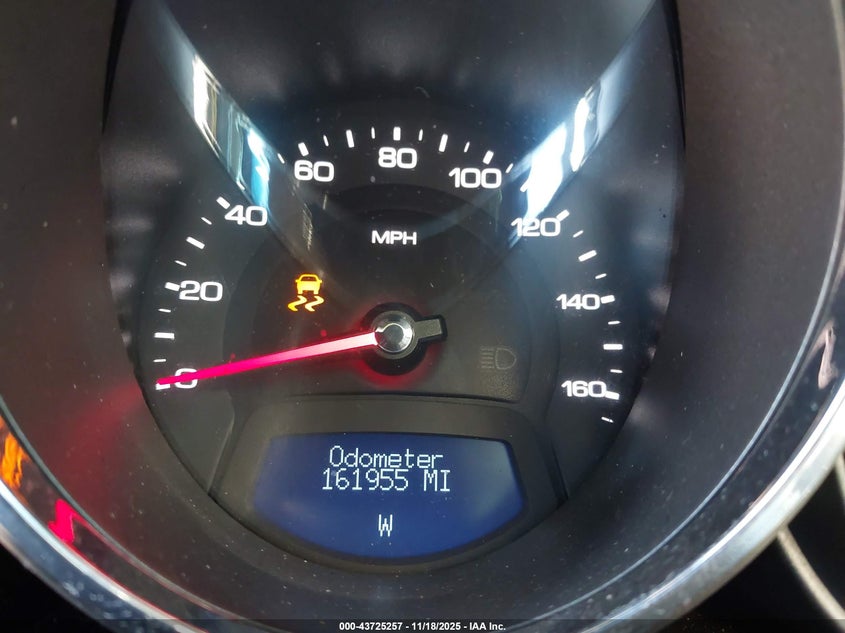 60 80 100
40 120
MPH
20 140
0 160
Odometer
161955 MI
W
000-43725257 - 11/18/2025 - IAA Inc.